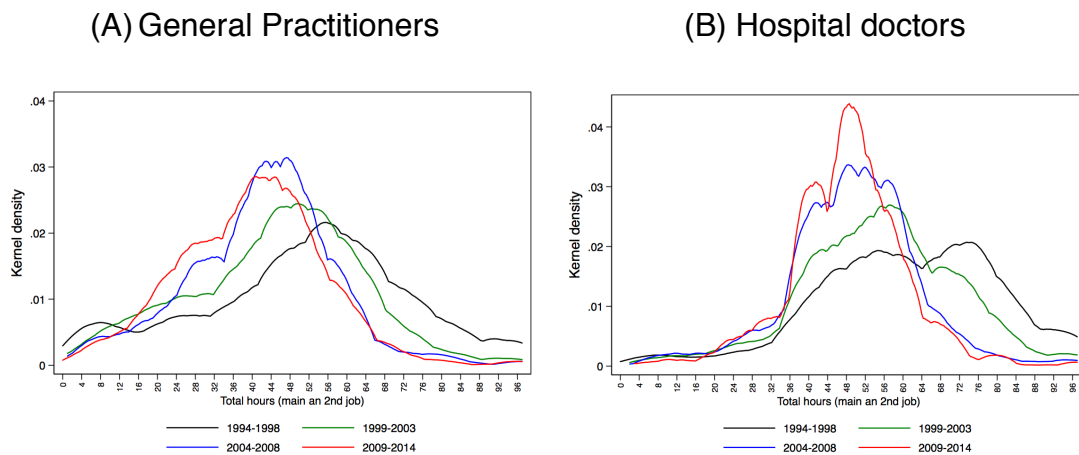 (A) General Practitioners
(B) Hospital doctors
Kernel density
.04
.03
.02
.01
0
0 4 8 12 16 20 24 28 32 36 40 44 48 52 56 60 64 68 72 76 80 84 88 92 96
Total hours (main an 2nd job)
1994-1998
1999-2003
2004-2008
2009-2014
Kernel density
.04
.03
.02
.01
0
0 4 8 12 16 20 24 28 32 36 40 44 48 52 56 60 64 68 72 76 80 84 88 92 96
Total hours (main an 2nd job)
1994-1998
1999-2003
2004-2008
2009-2014